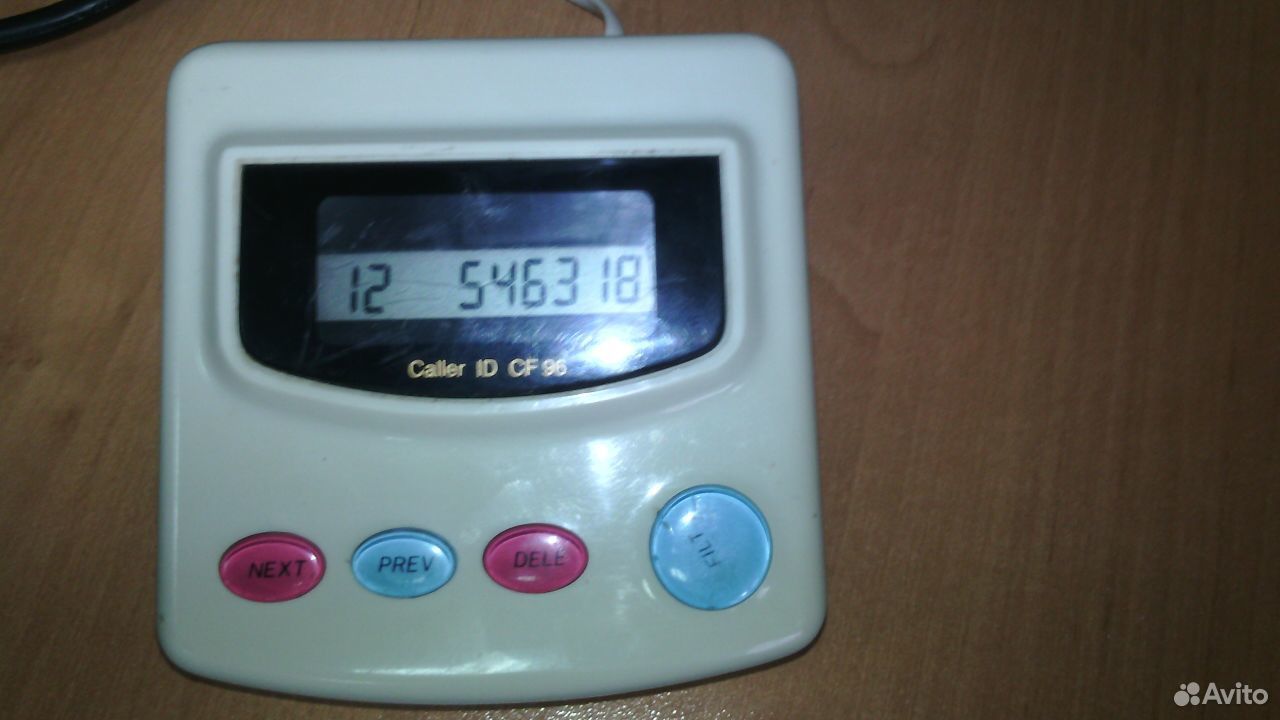 12 546318
Caller ID CF 96
NEXT PREV DELE FILT
Avito